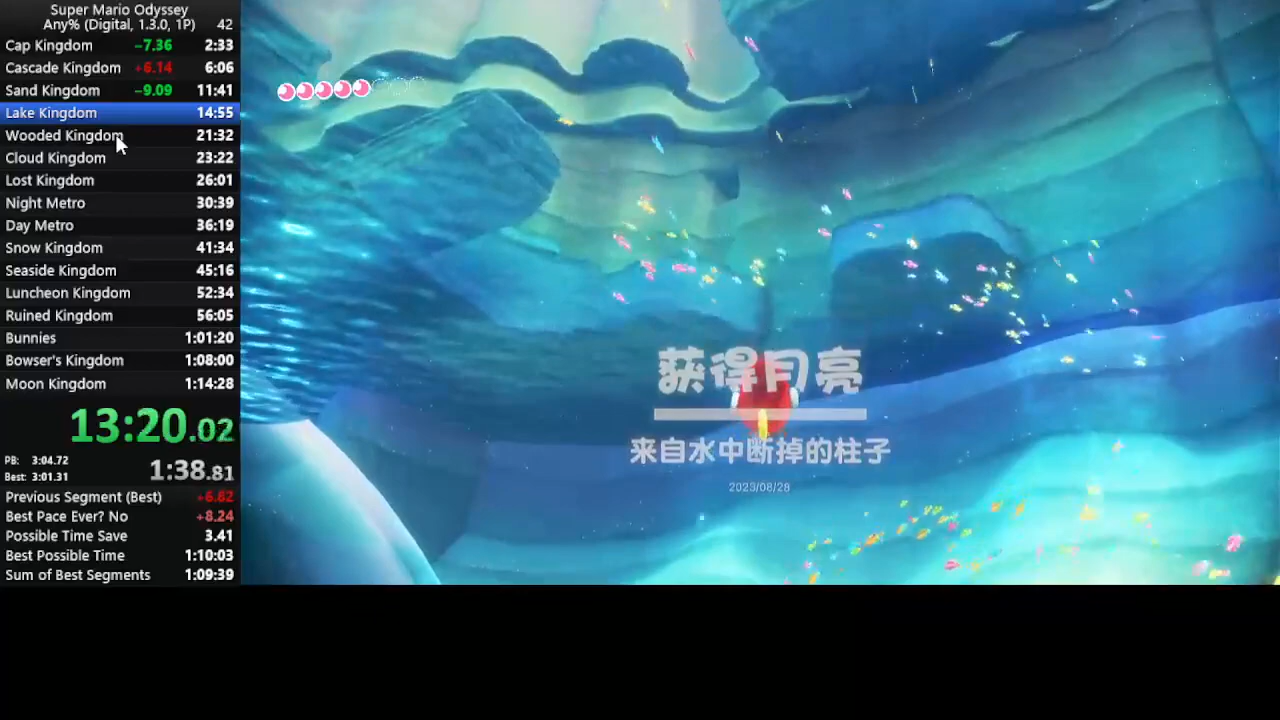 Super Mario Odyssey
Any% (Digital, 1.3.0, 1P) 42
Cap Kingdom -7.36 2:33
Cascade Kingdom +6.14 6:06
Sand Kingdom -9.09 11:41
Lake Kingdom 14:55
Wooded Kingdom 21:32
Cloud Kingdom 23:22
Lost Kingdom 26:01
Night Metro 30:39
Day Metro 36:19
Snow Kingdom 41:34
Seaside Kingdom 45:16
Luncheon Kingdom 52:34
Ruined Kingdom 56:05
Bunnies 1:01:20
Bowser's Kingdom 1:08:00
Moon Kingdom 1:14:28
13:20.02
PB: 3:04.72
Best: 3:01.31
1:38.81
Previous Segment (Best) +6.82
Best Pace Ever? No +8.24
Possible Time Save 3.41
Best Possible Time 1:10:03
Sum of Best Segments 1:09:39
获得月亮
来自水中断掉的柱子
2023/08/28